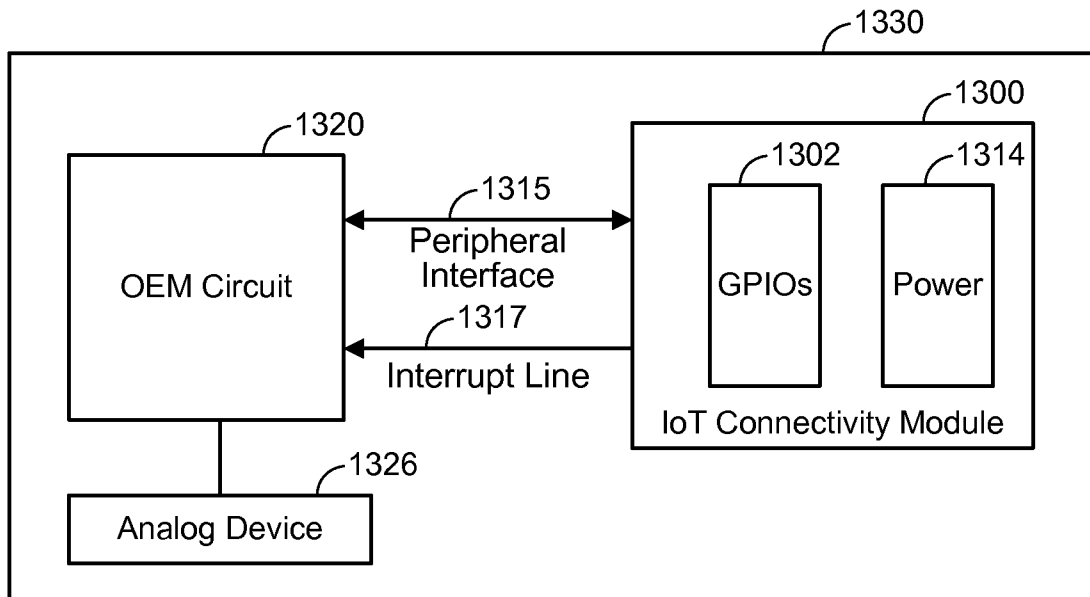 1330
1320
1300
1302
1314
1315
Peripheral
Interface
OEM Circuit
GPIOs
Power
1317
Interrupt Line
IoT Connectivity Module
1326
Analog Device